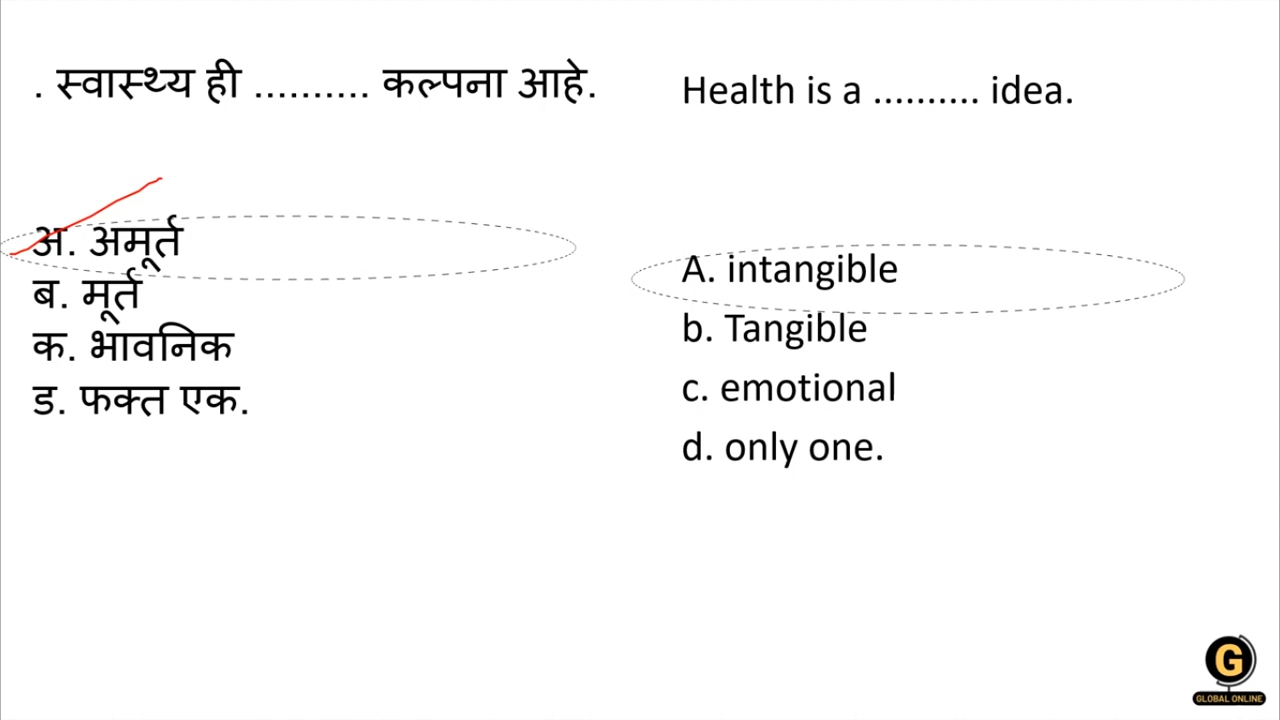 . स्वास्थ्य ही .......... कल्पना आहे.
अ. अमूर्त
ब. मूर्त
क. भावनिक
ड. फक्त एक.
Health is a .......... idea.
A. intangible
b. Tangible
c. emotional
d. only one.
G
GLOBAL ONLINE